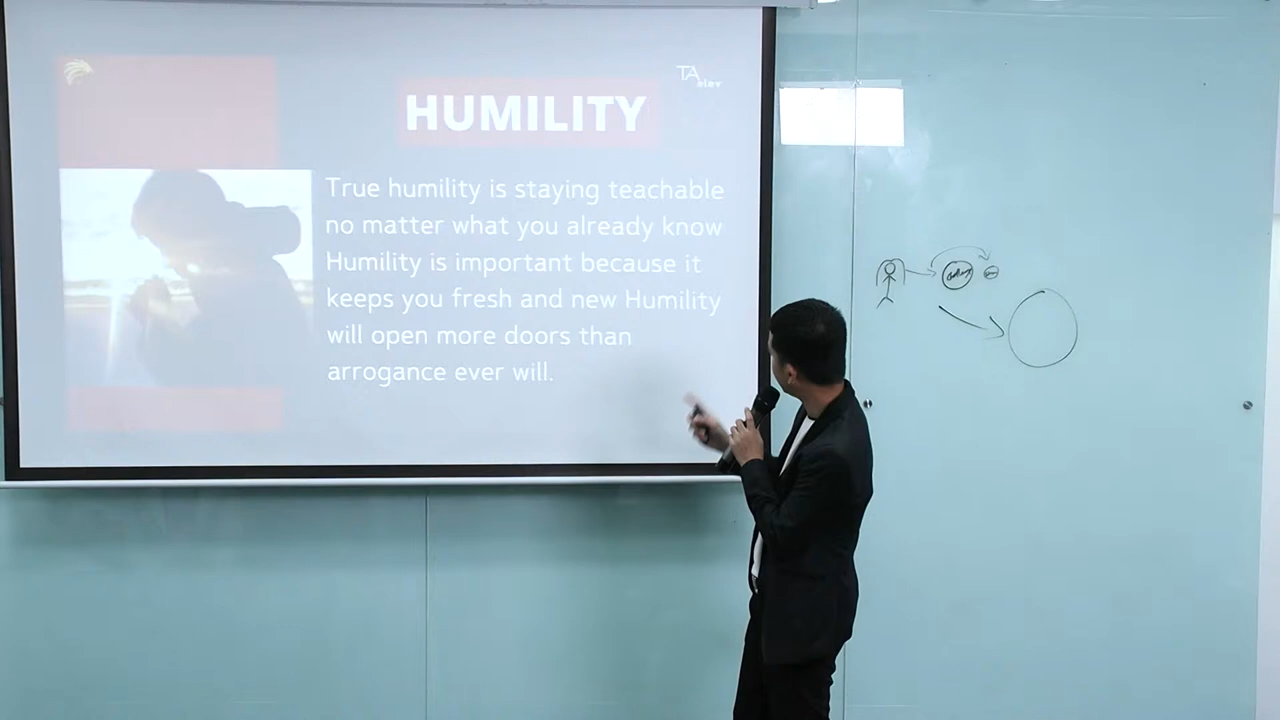 TA
elev
HUMILITY
True humility is staying teachable
no matter what you already know
Humility is important because it
keeps you fresh and new Humility
will open more doors than
arrogance ever will.